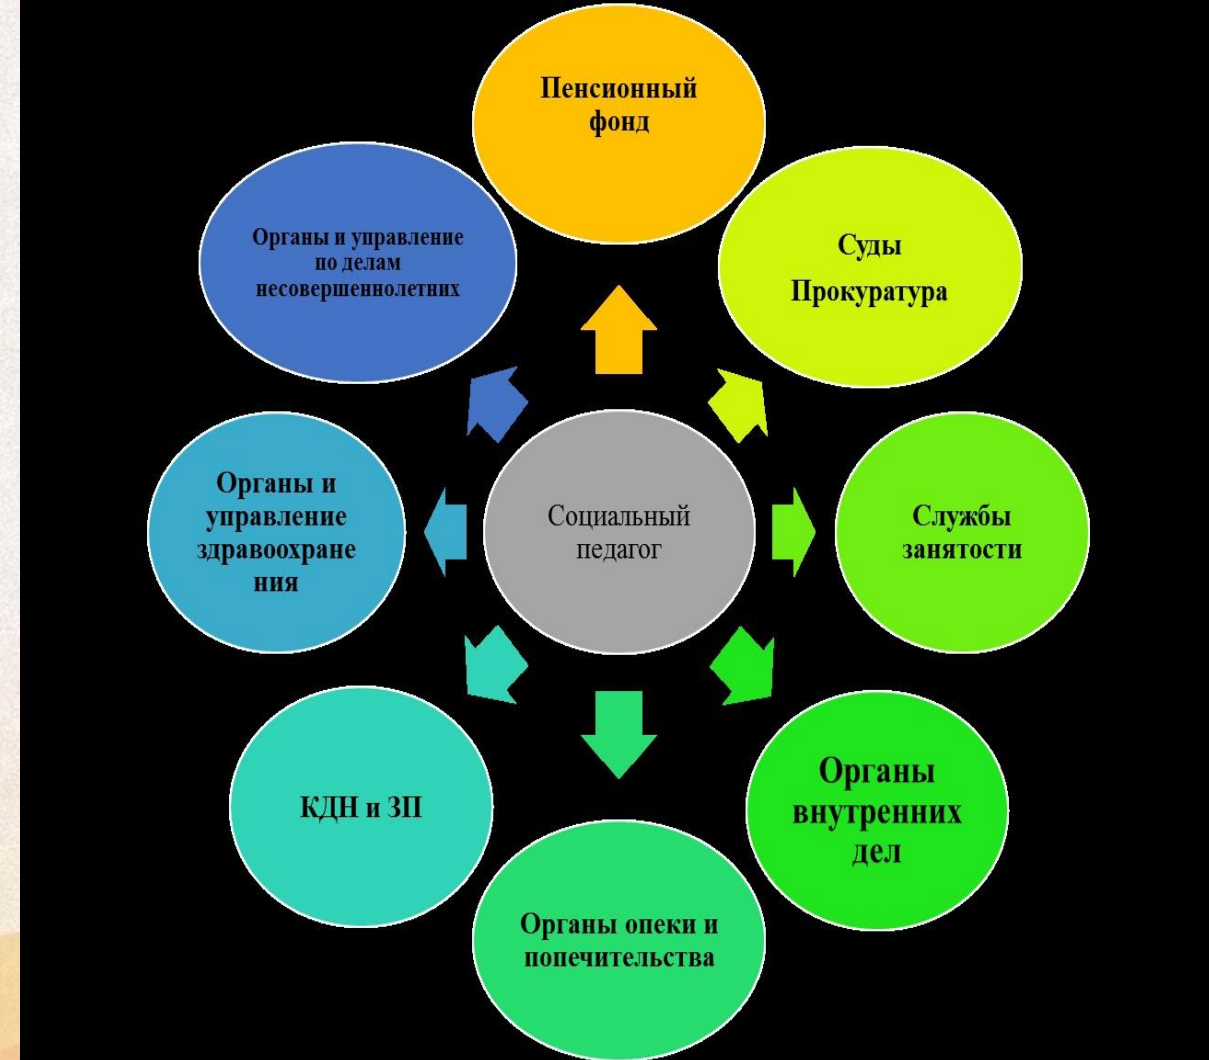 Пенсионный
фонд
Суды
Прокуратура
Службы
занятости
Органы
внутренних
дел
Органы опеки и
попечительства
КДН и ЗП
Органы и
управление
здравоохране
ния
Органы и управление
по делам
несовершеннолетних
Социальный
педагог